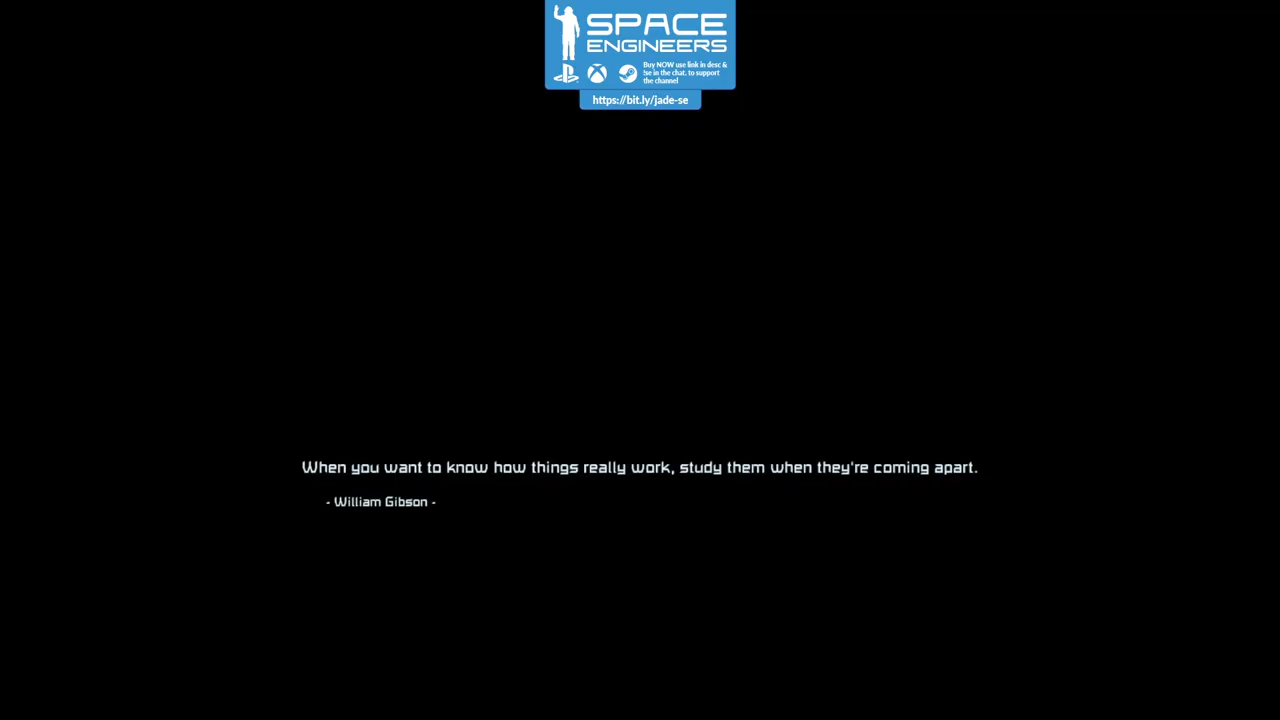 SPACE
ENGINEERS
Buy NOW use link in desc &
!se in the chat. to support
the channel
https://bit.ly/jade-se
When you want to know how things really work, study them when they're coming apart.
- William Gibson -